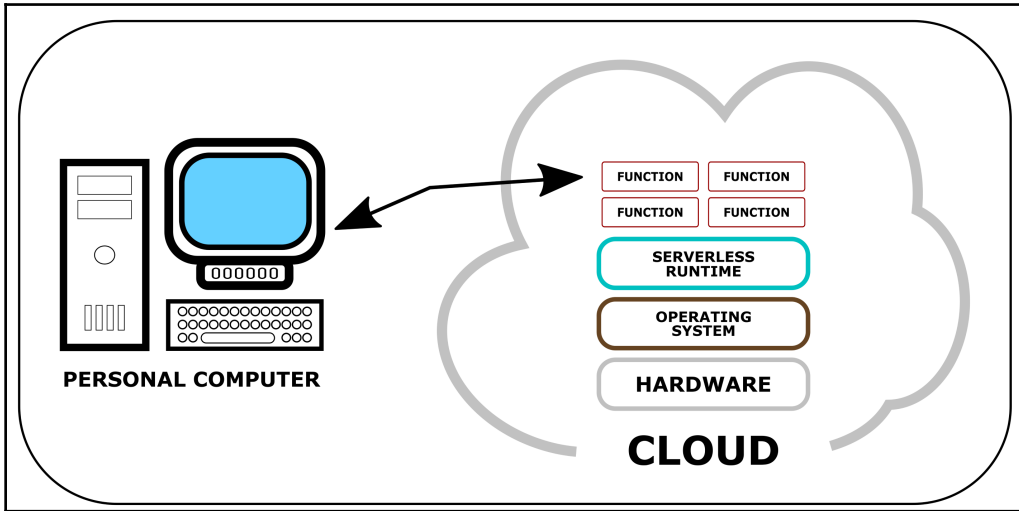 FUNCTION
FUNCTION
FUNCTION
FUNCTION
SERVERLESS
RUNTIME
OPERATING
SYSTEM
HARDWARE
PERSONAL COMPUTER
CLOUD